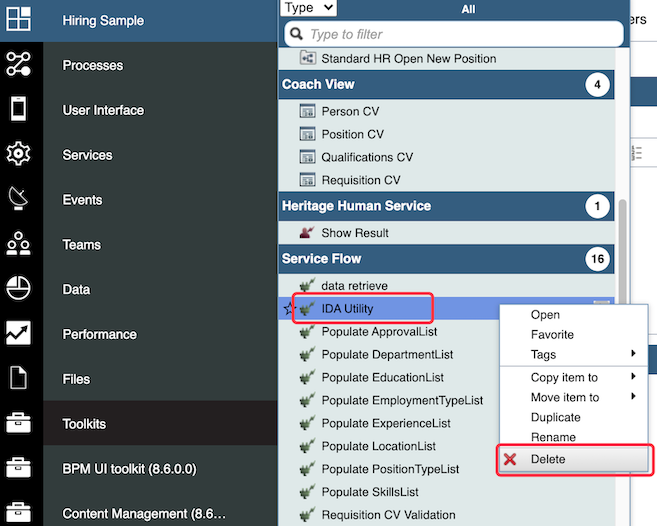 Hiring Sample
Processes
User Interface
Services
Events
Teams
Data
Performance
Files
Toolkits
BPM UI toolkit (8.6.0.0)
Content Management (8.6...
Type
All
Type to filter
Standard HR Open New Position
Coach View 4
Person CV
Position CV
Qualifications CV
Requisition CV
Heritage Human Service 1
Show Result
Service Flow 16
data retrieve
IDA Utility
Populate ApprovalList
Populate DepartmentList
Populate EducationList
Populate EmploymentTypeList
Populate ExperienceList
Populate LocationList
Populate PositionTypeList
Populate SkillsList
Requisition CV Validation
Open
Favorite
Tags
Copy item to
Move item to
Duplicate
Rename
Delete
ers